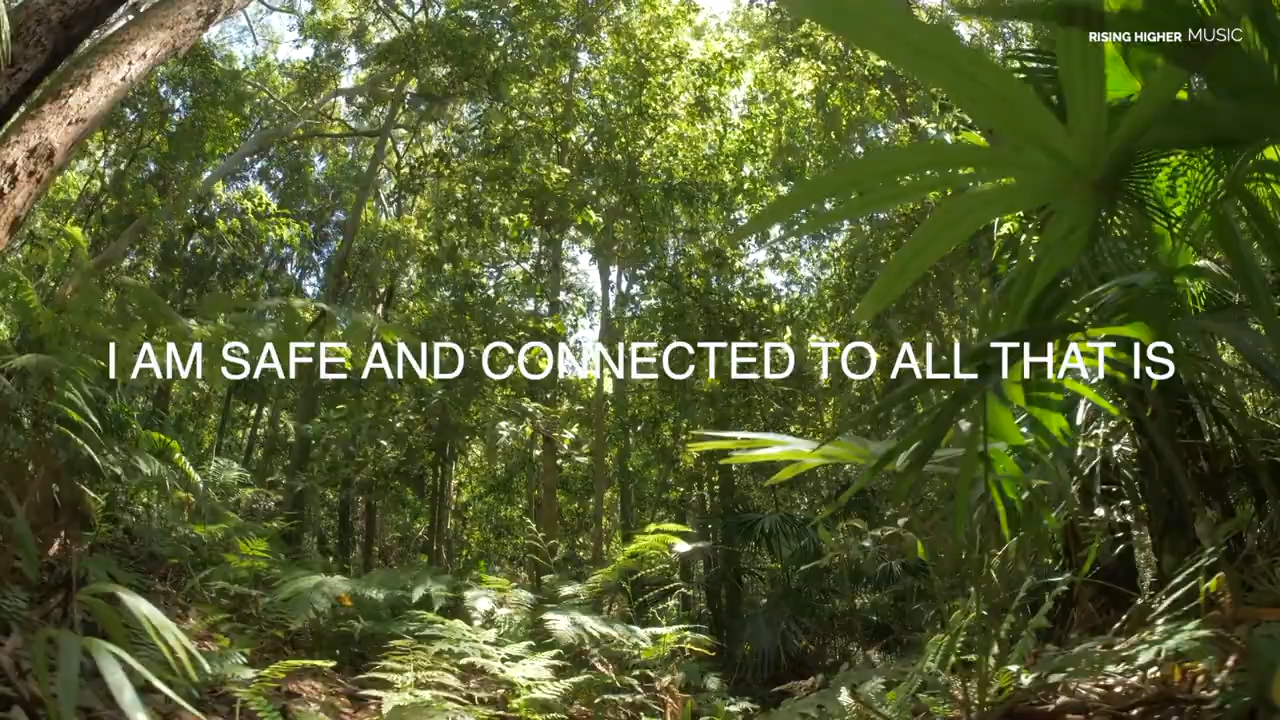 RISING HIGHER MUSIC
I AM SAFE AND CONNECTED TO ALL THAT IS